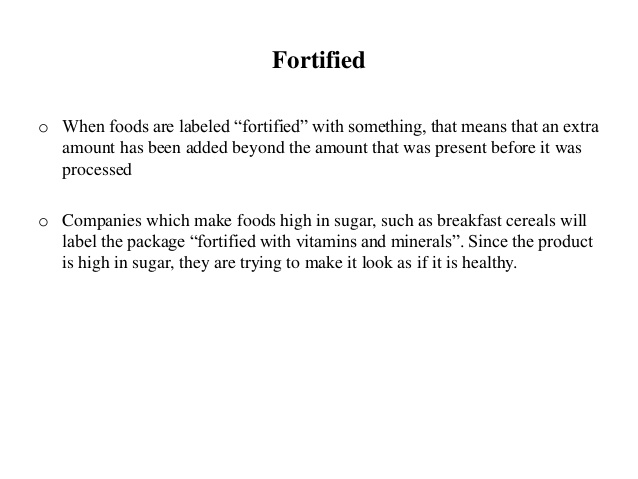 Fortified
o When foods are labeled “fortified” with something, that means that an extra
amount has been added beyond the amount that was present before it was
processed
o Companies which make foods high in sugar, such as breakfast cereals will
label the package “fortified with vitamins and minerals”. Since the product
is high in sugar, they are trying to make it look as if it is healthy.